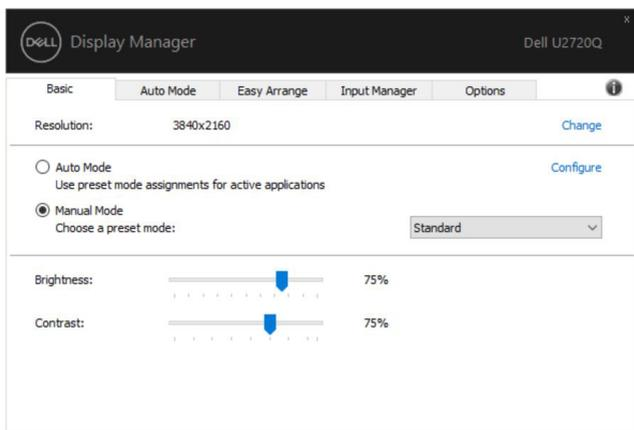 DELL Display Manager
Dell U2720Q
x
Basic Auto Mode Easy Arrange Input Manager Options
Resolution: 3840x2160 Change
Auto Mode Configure
Use preset mode assignments for active applications
Manual Mode
Choose a preset mode: Standard
Brightness: 75%
Contrast: 75%